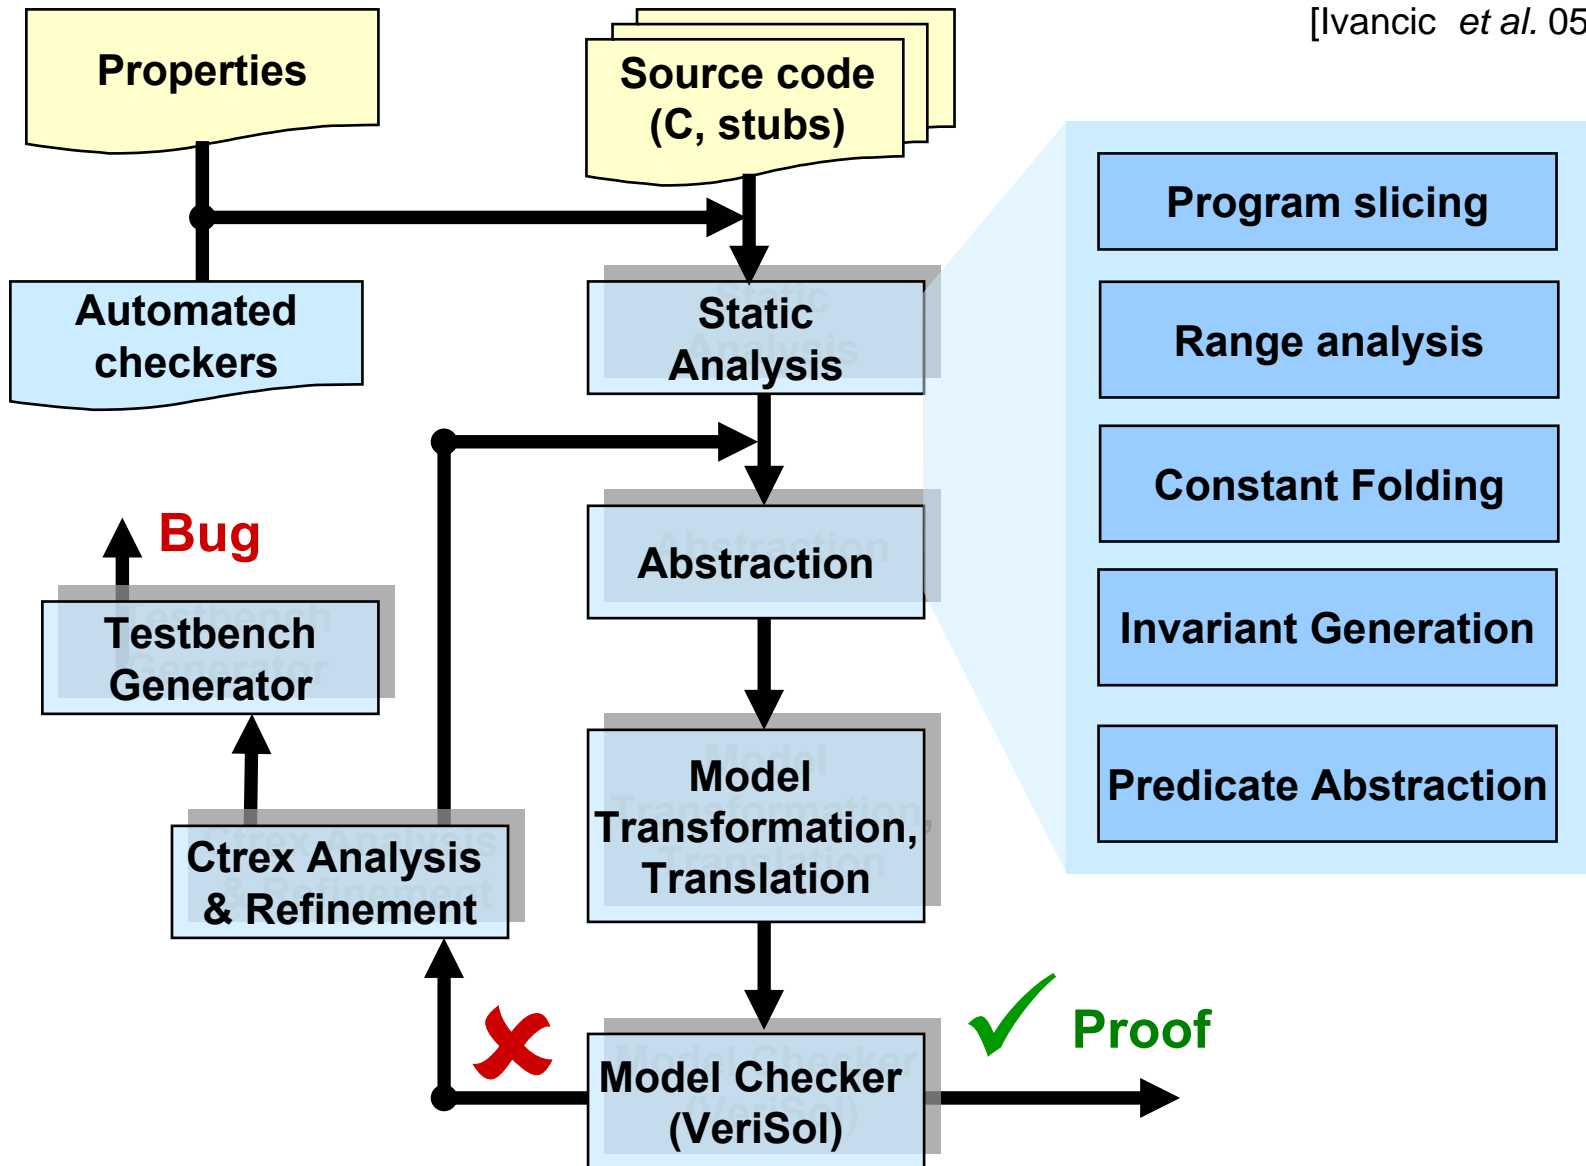 [Ivancic et al. 05
Properties
Source code
(C, stubs)
Automated
checkers
Static
Analysis
Abstraction
Bug
Testbench
Generator
Ctrex Analysis
& Refinement
Model
Transformation,
Translation
Model Checker
(VeriSol)
Proof
Program slicing
Range analysis
Constant Folding
Invariant Generation
Predicate Abstraction